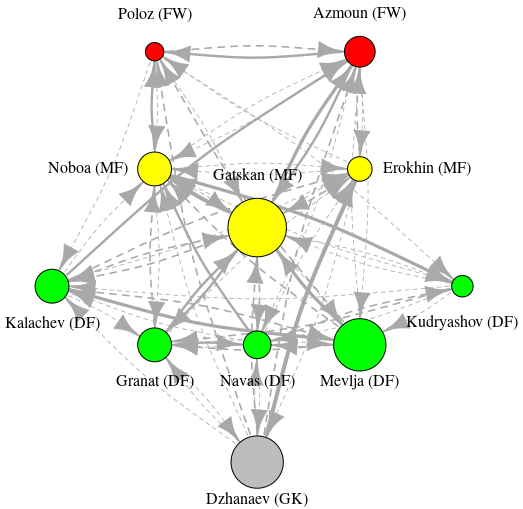 Poloz (FW)
Azmoun (FW)
Noboa (MF)
Gatskan (MF)
Erokhin (MF)
Kalachev (DF)
Kudryashov (DF)
Granat (DF)
Navas (DF)
Mevlja (DF)
Dzhanaev (GK)